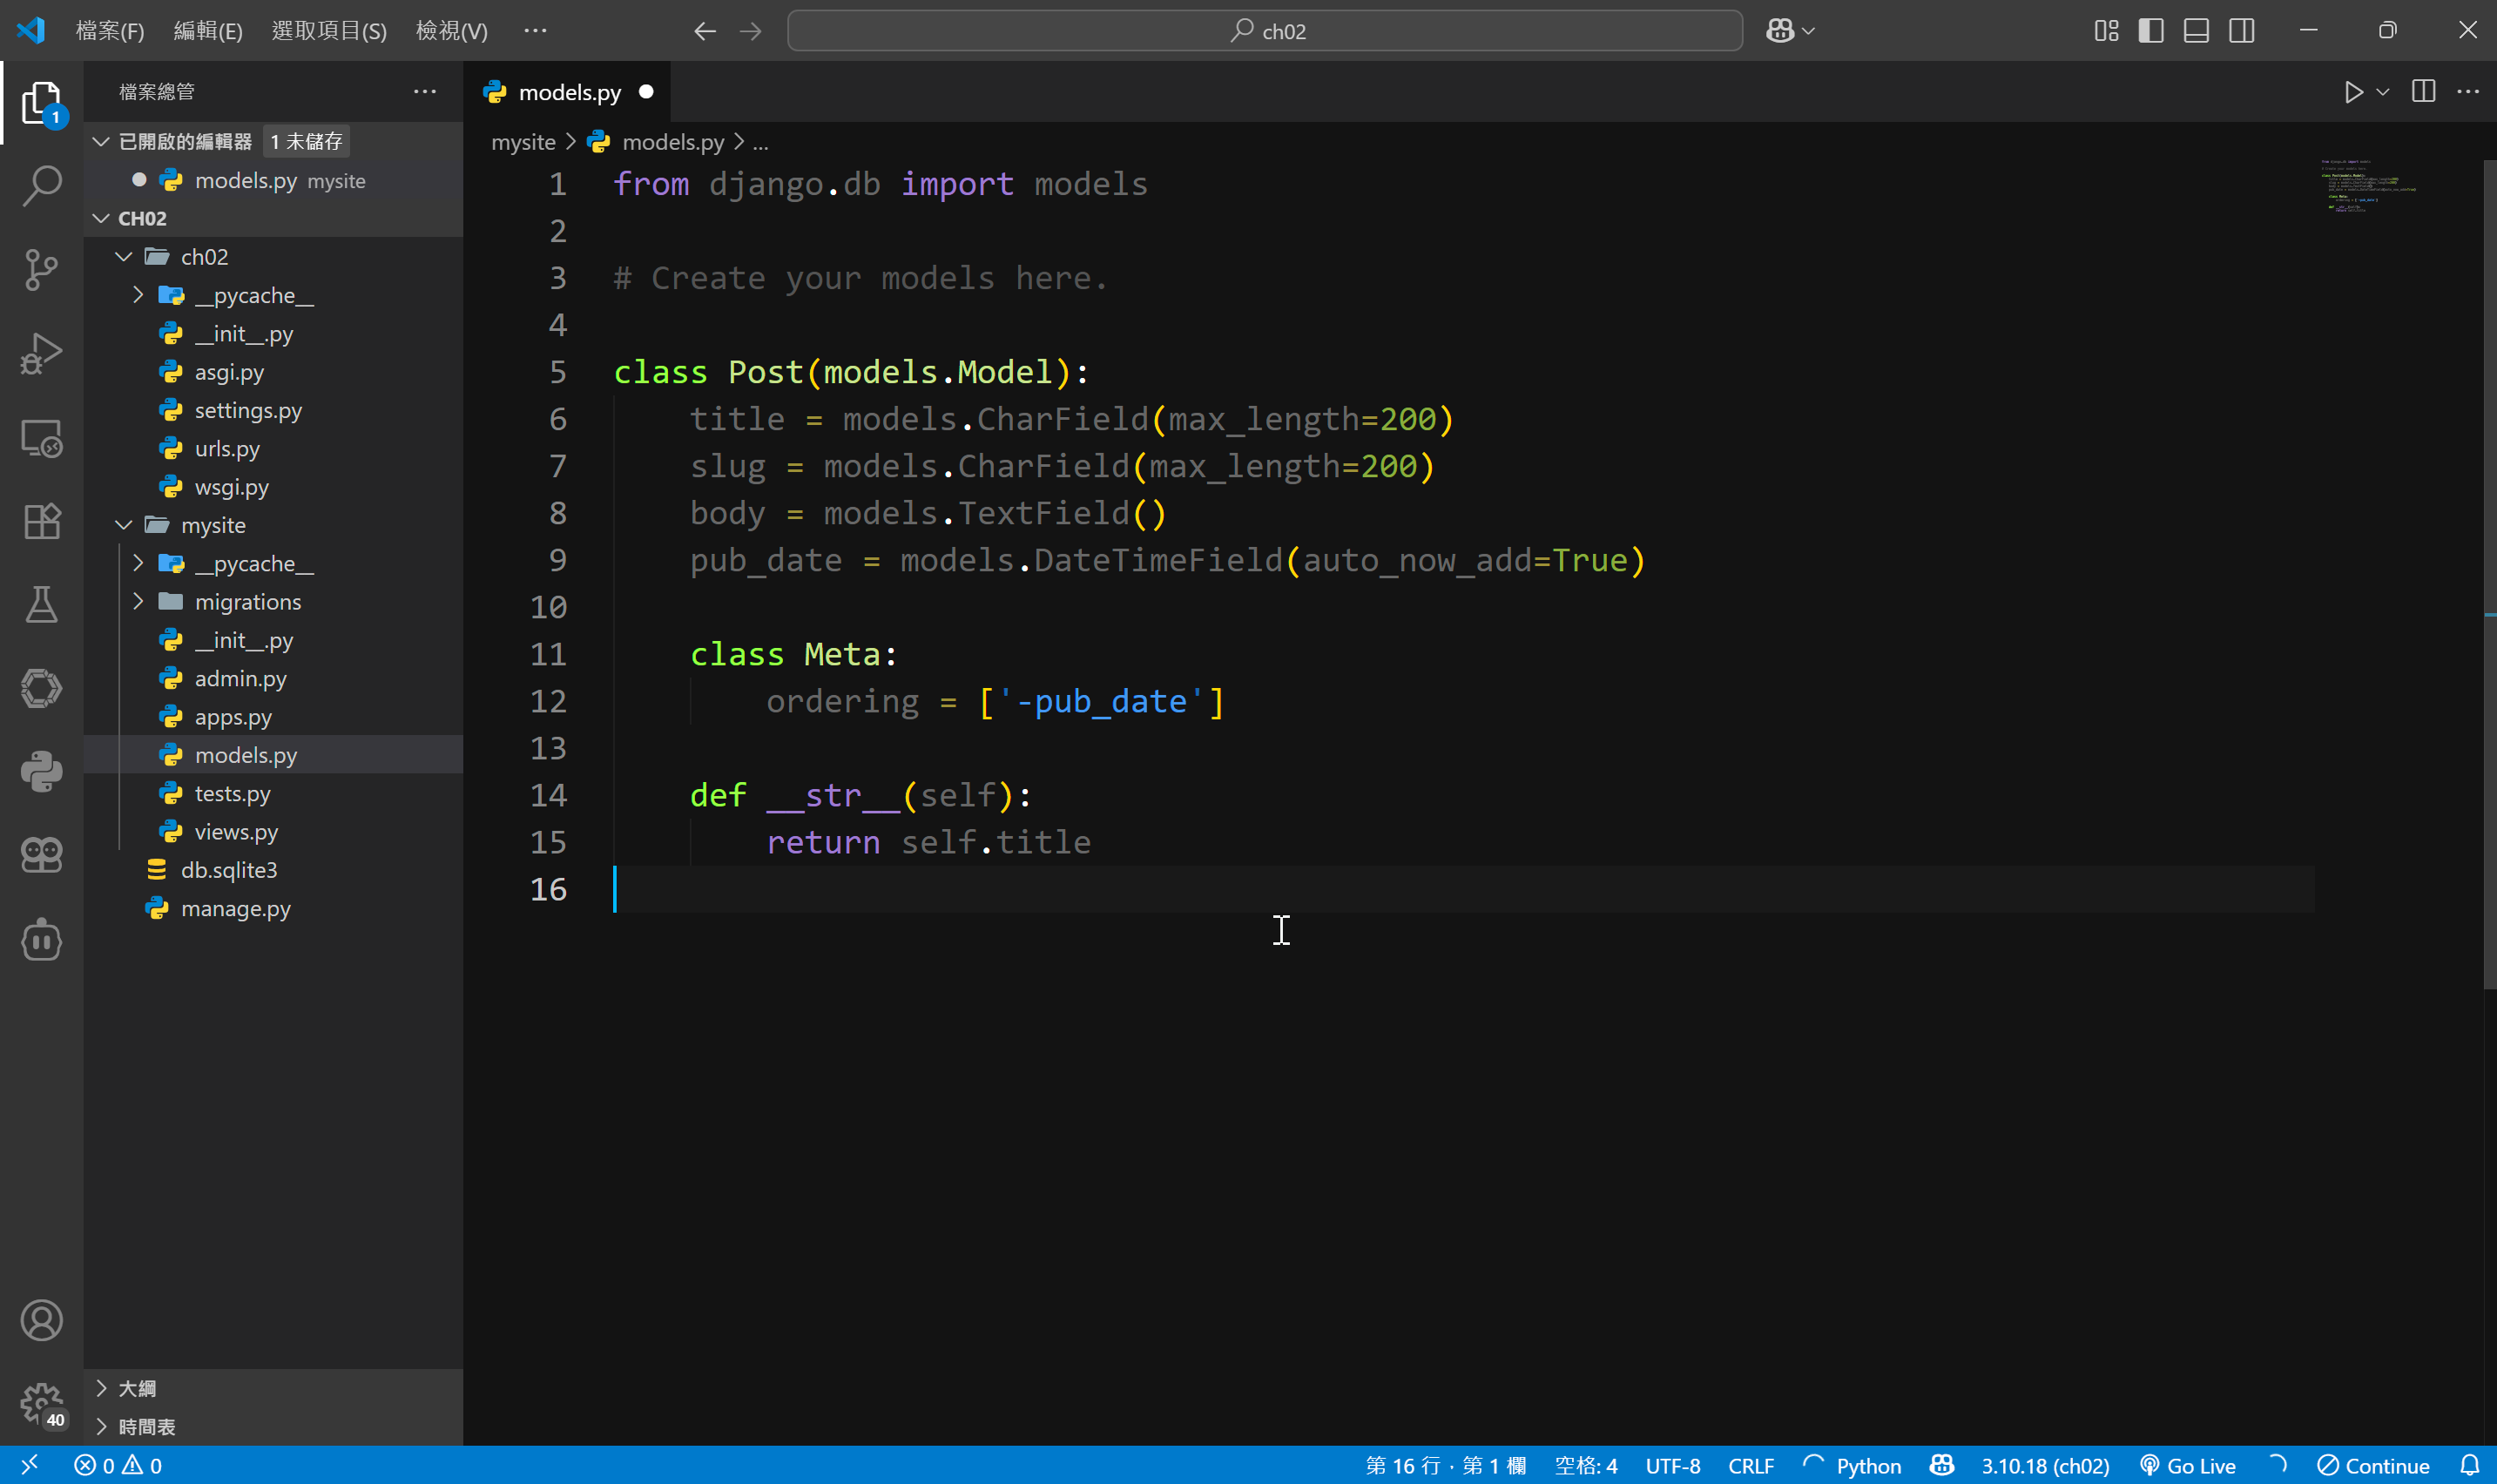 檔案(F) 編輯(E) 選取項目(S) 檢視(V) ··· ch02
檔案總管 ···
models.py
1
已開啟的編輯器 1 未儲存
mysite > models.py > ...
models.py mysite
CH02
ch02
__pycache__
__init__.py
asgi.py
settings.py
urls.py
wsgi.py
mysite
__pycache__
migrations
__init__.py
admin.py
apps.py
models.py
tests.py
views.py
db.sqlite3
manage.py
大綱
40
時間表
1 from django.db import models
2
3 # Create your models here.
4
5 class Post(models.Model):
6     title = models.CharField(max_length=200)
7     slug = models.CharField(max_length=200)
8     body = models.TextField()
9     pub_date = models.DateTimeField(auto_now_add=True)
10
11     class Meta:
12         ordering = ['-pub_date']
13
14     def __str__(self):
15         return self.title
16
0 0 第 16 行，第 1 欄 空格: 4 UTF-8 CRLF Python 3.10.18 (ch02) Go Live Continue